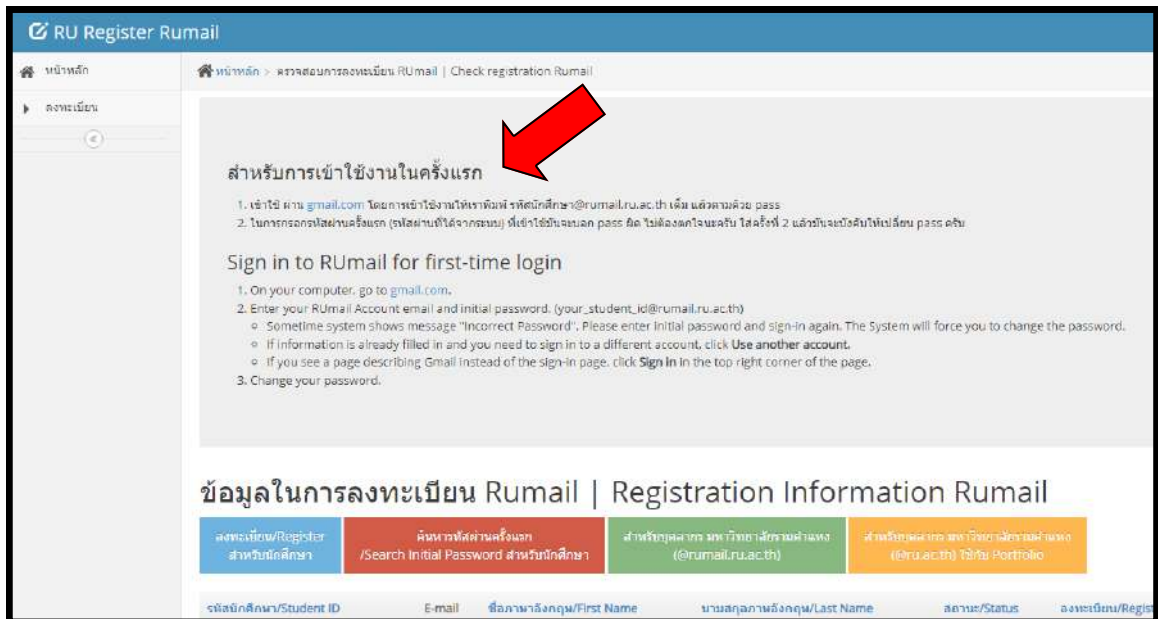 RU Register Rumail
หน้าหลัก
หน้าหลัก > ตรวจสอบการลงทะเบียน RUmail | Check registration Rumail
ลงทะเบียน
สำหรับการเข้าใช้งานในครั้งแรก
1. เข้าใช้ ผ่าน gmail.com โดยการเข้าใช้งานให้เราพิมพ์ รหัสนักศึกษา@rumail.ru.ac.th เต็ม แล้วตามด้วย pass
2. ในการกรอกรหัสผ่านครั้งแรก (รหัสผ่านที่ได้จากระบบ) ที่เข้าใช้มันจะบอก pass ผิด ไม่ต้องตกใจนะครับ ใส่ครั้งที่ 2 แล้วมันจะบังคับให้เปลี่ยน pass ครับ
Sign in to RUmail for first-time login
1. On your computer, go to gmail.com.
2. Enter your RUmail Account email and initial password. (your_student_id@rumail.ru.ac.th)
Sometime system shows message "Incorrect Password". Please enter initial password and sign-in again. The System will force you to change the password.
If information is already filled in and you need to sign in to a different account, click Use another account.
If you see a page describing Gmail instead of the sign-in page, click Sign in in the top right corner of the page.
3. Change your password.
ข้อมูลในการลงทะเบียน Rumail | Registration Information Rumail
ลงทะเบียน/Register
สำหรับนักศึกษา
ค้นหารหัสผ่านครั้งแรก
/Search Initial Password สำหรับนักศึกษา
สำหรับบุคลากร มหาวิทยาลัยรามคำแหง
(@rumail.ru.ac.th)
สำหรับบุคลากร มหาวิทยาลัยรามคำแหง
(@ru.ac.th) ใช้กับ Portfolio
รหัสนักศึกษา/Student ID E-mail ชื่อภาษาอังกฤษ/First Name นามสกุลภาษาอังกฤษ/Last Name สถานะ/Status ลงทะเบียน/Regist